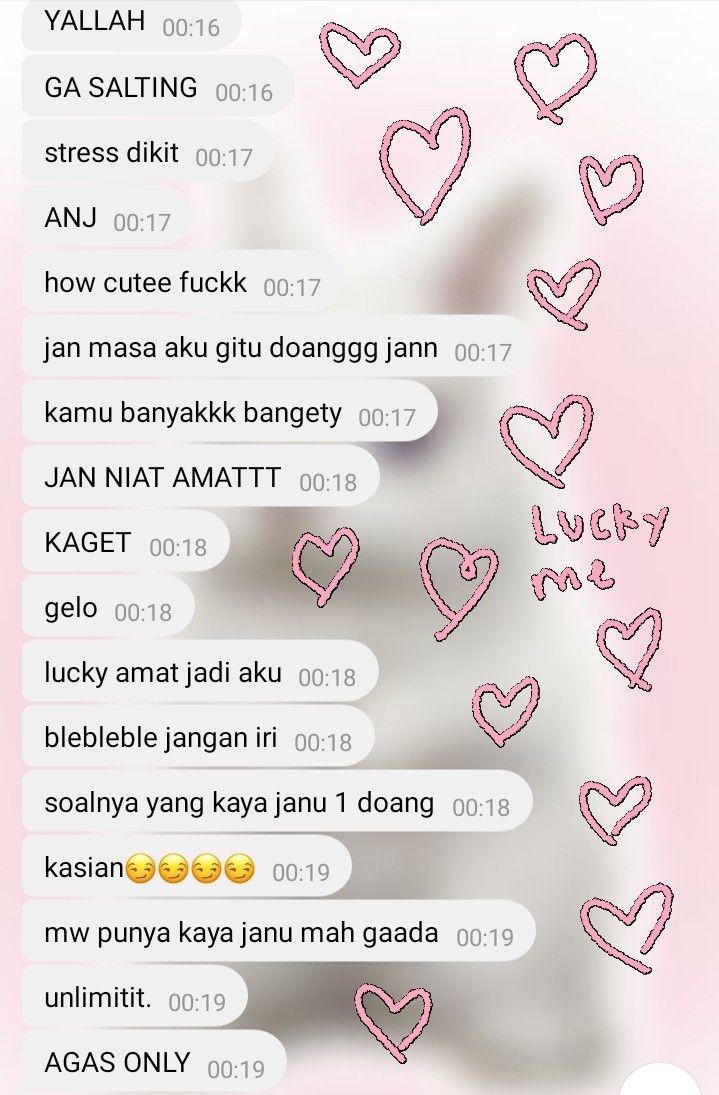 YALLAH 00:16
GA SALTING 00:16
stress dikit 00:17
ANJ 00:17
how cutee fuckk 00:17
jan masa aku gitu doanggg jann 00:17
kamu banyakkk bangety 00:17
JAN NIAT AMATTT 00:18
LUCKY
me
KAGET 00:18
gelo 00:18
lucky amat jadi aku 00:18
blebleble jangan iri 00:18
soalnya yang kaya janu 1 doang 00:18
kasian😏😏😏😏 00:19
mw punya kaya janu mah gaada 00:19
unlimitit. 00:19
AGAS ONLY 00:19